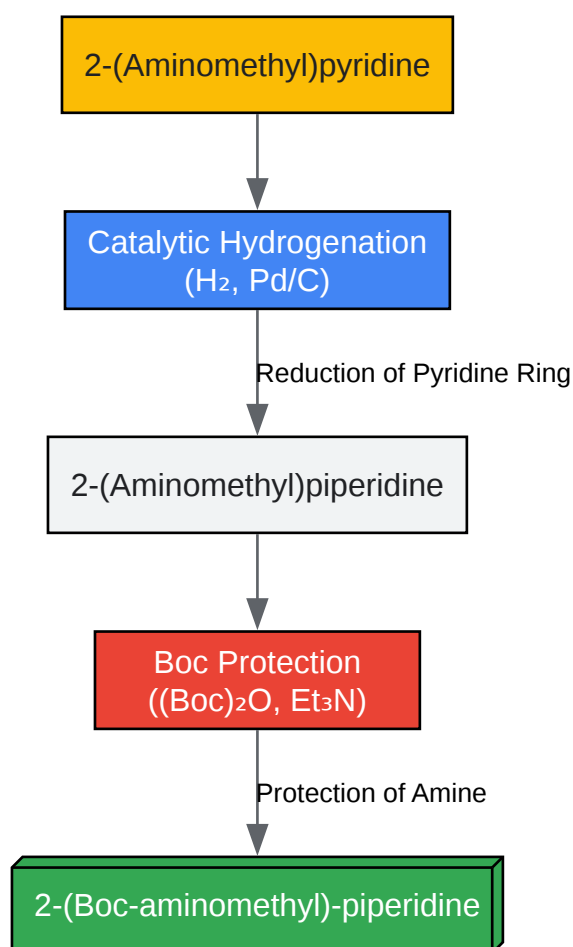 2-(Aminomethyl)pyridine
Catalytic Hydrogenation
(H₂, Pd/C)
Reduction of Pyridine Ring
2-(Aminomethyl)piperidine
Boc Protection
((Boc)₂O, Et₃N)
Protection of Amine
2-(Boc-aminomethyl)-piperidine